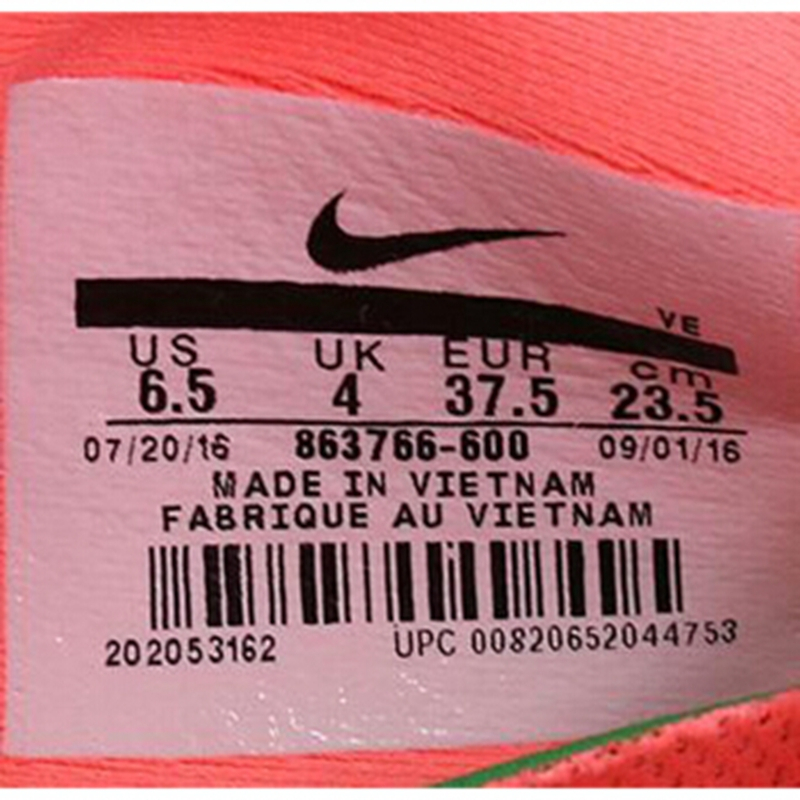 VE
US UK EUR cm
6.5 4 37.5 23.5
07/20/16 863766-600 09/01/16
MADE IN VIETNAM
FABRIQUE AU VIETNAM
202053162 UPC 00820652044753